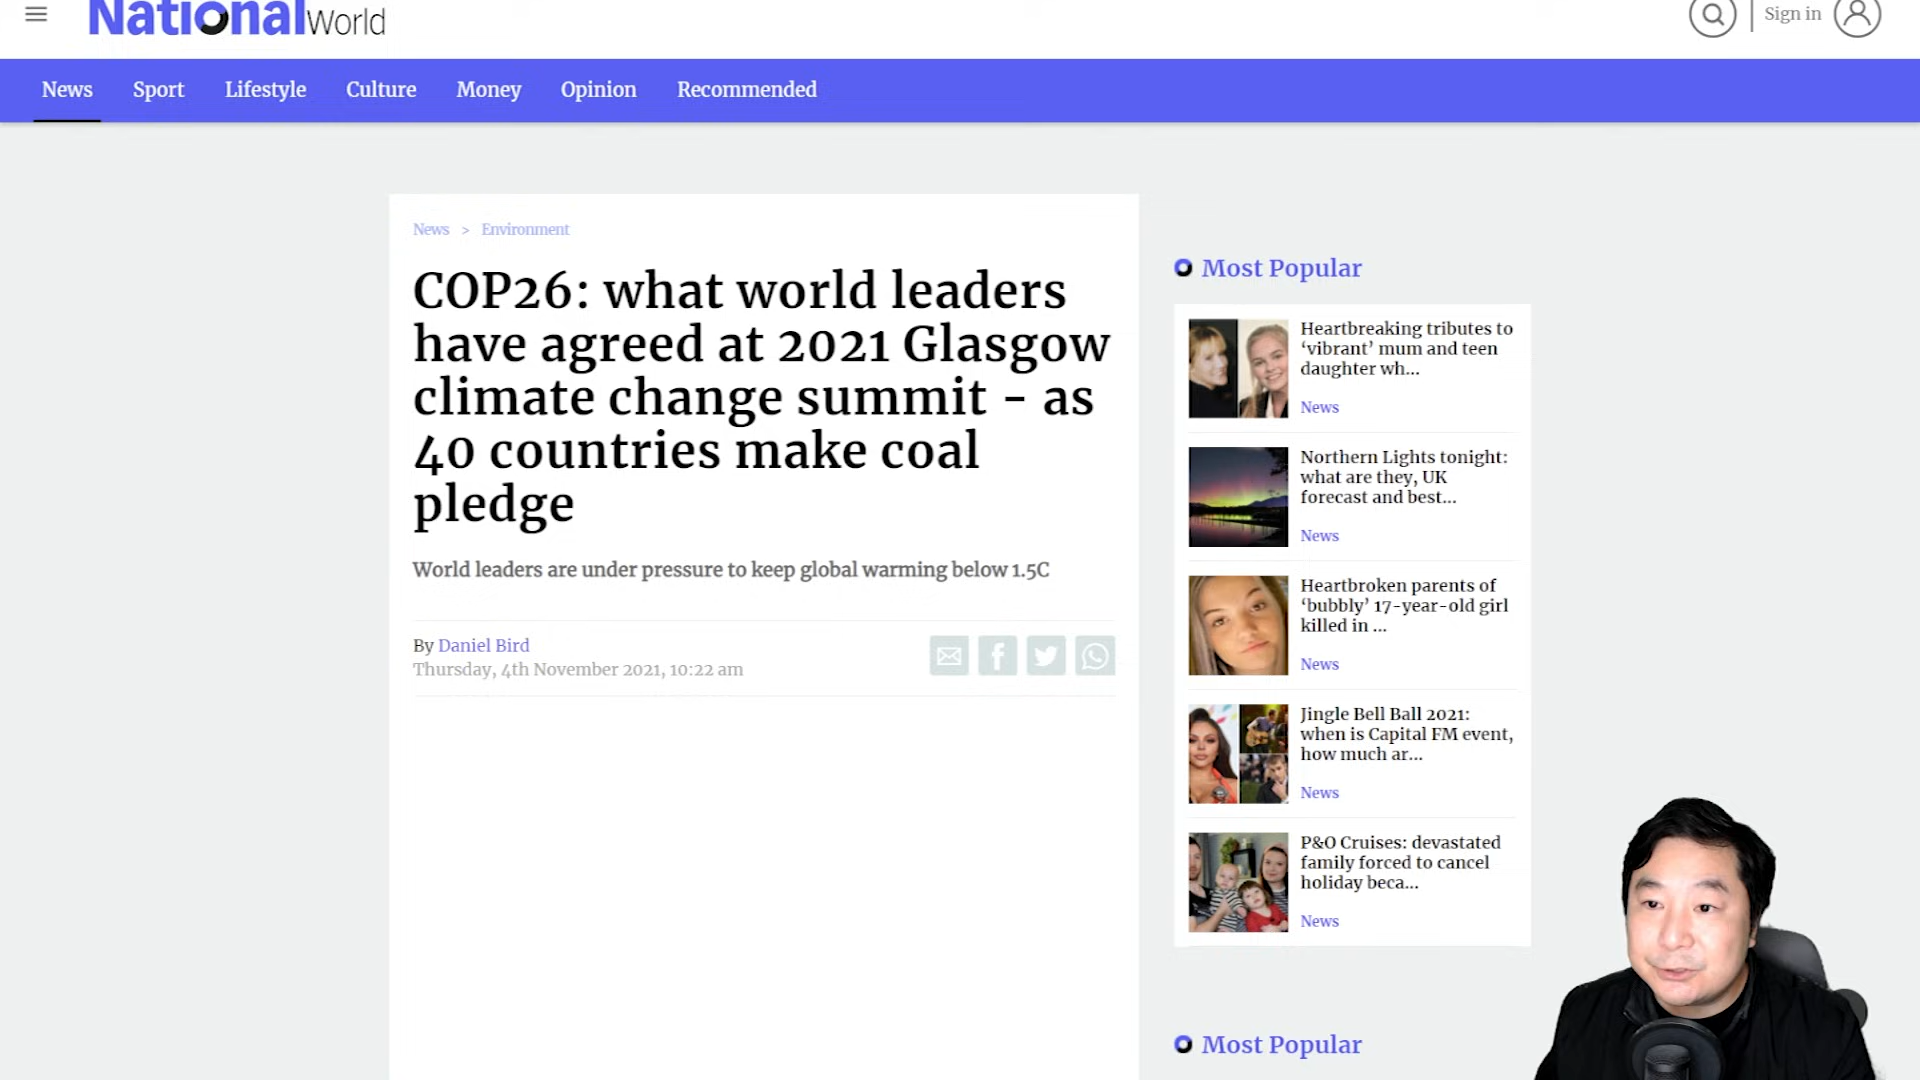 NationalWorld
Sign in
News
Sport
Lifestyle
Culture
Money
Opinion
Recommended
News > Environment
COP26: what world leaders
have agreed at 2021 Glasgow
climate change summit - as
40 countries make coal
pledge
World leaders are under pressure to keep global warming below 1.5C
By Daniel Bird
Thursday, 4th November 2021, 10:22 am
Most Popular
Heartbreaking tributes to
‘vibrant’ mum and teen
daughter wh...
News
Northern Lights tonight:
what are they, UK
forecast and best...
News
Heartbroken parents of
‘bubbly’ 17-year-old girl
killed in ...
News
Jingle Bell Ball 2021:
when is Capital FM event,
how much ar...
News
P&O Cruises: devastated
family forced to cancel
holiday beca...
News
Most Popular